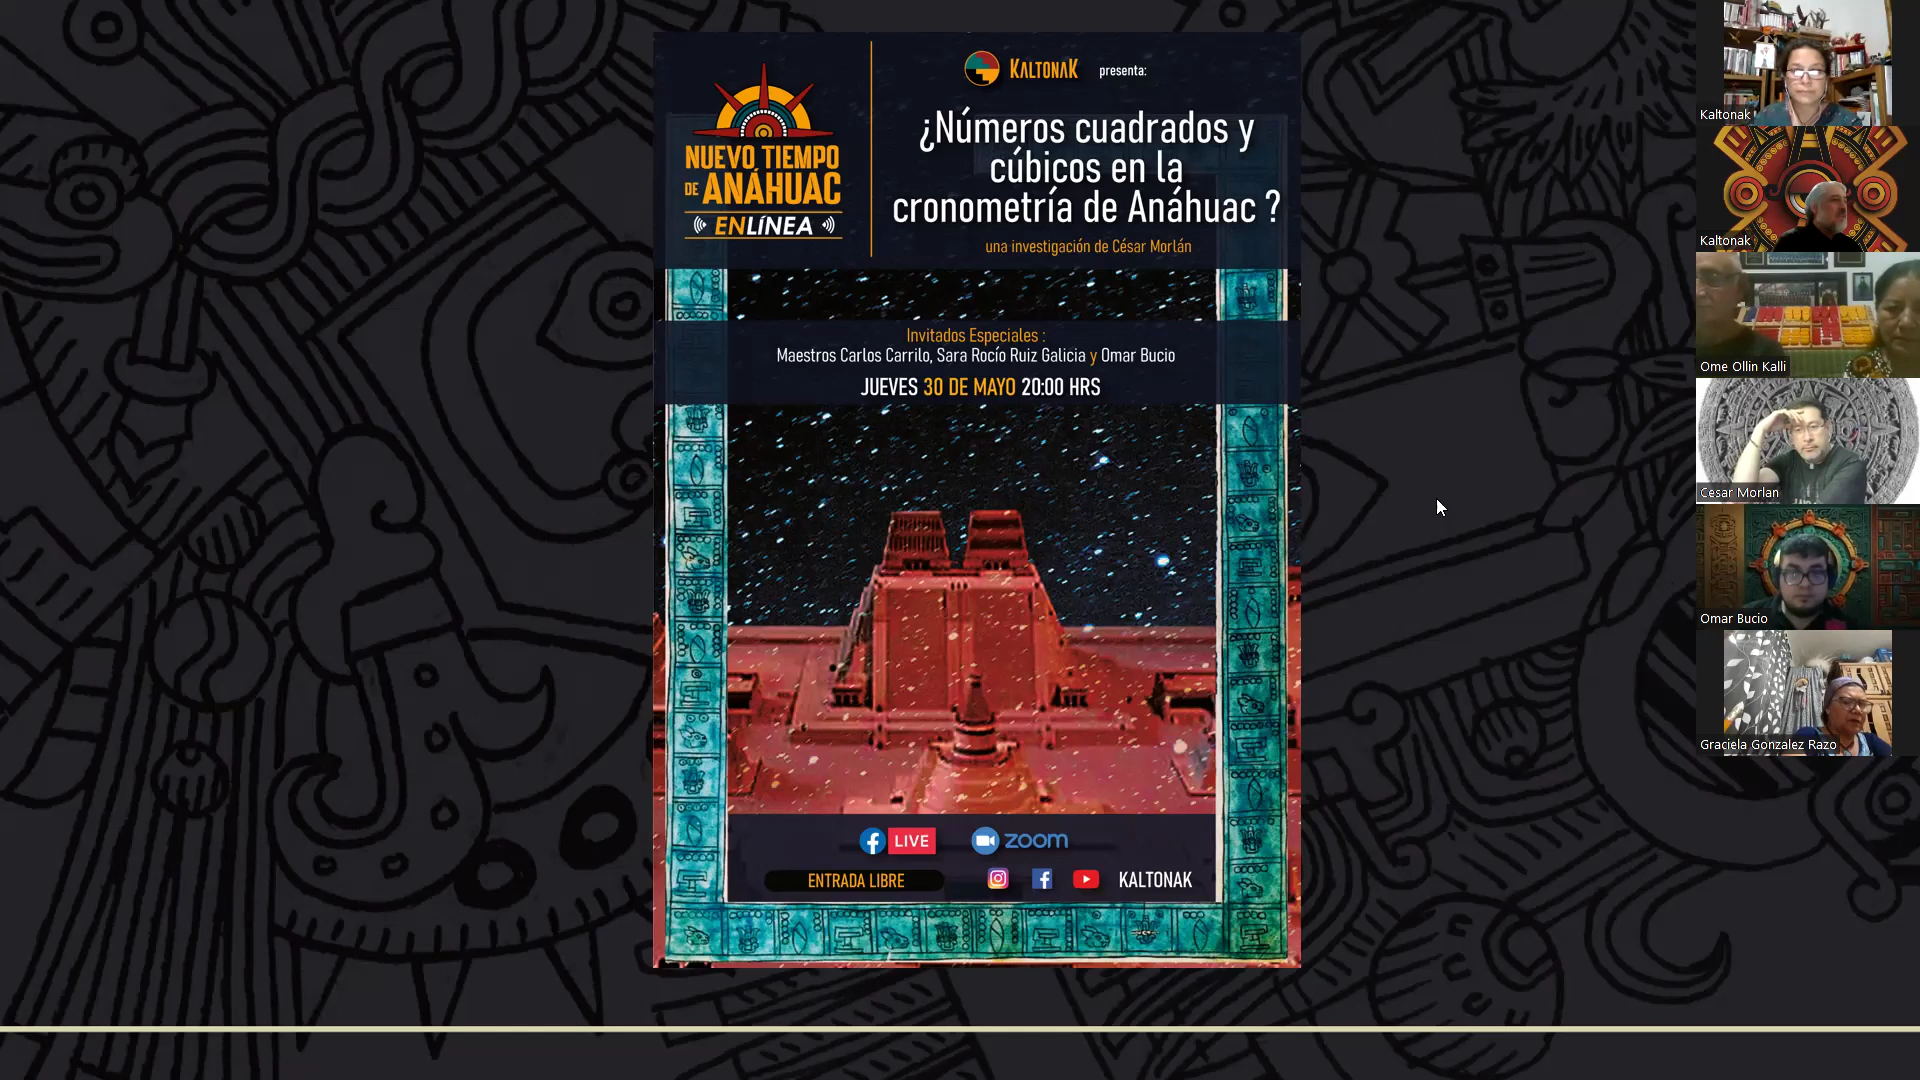 NUEVO TIEMPO
DE ANÁHUAC
EN LÍNEA
KALTONAK presenta:
¿Números cuadrados y
cúbicos en la
cronometría de Anáhuac ?
una investigación de César Morlán
Invitados Especiales :
Maestros Carlos Carrilo, Sara Rocío Ruiz Galicia y Omar Bucio
JUEVES 30 DE MAYO 20:00 HRS
LIVE zoom
ENTRADA LIBRE KALTONAK
Kaltonak
Kaltonak
Ome Ollin Kalli
Cesar Morlan
Omar Bucio
Graciela Gonzalez Razo